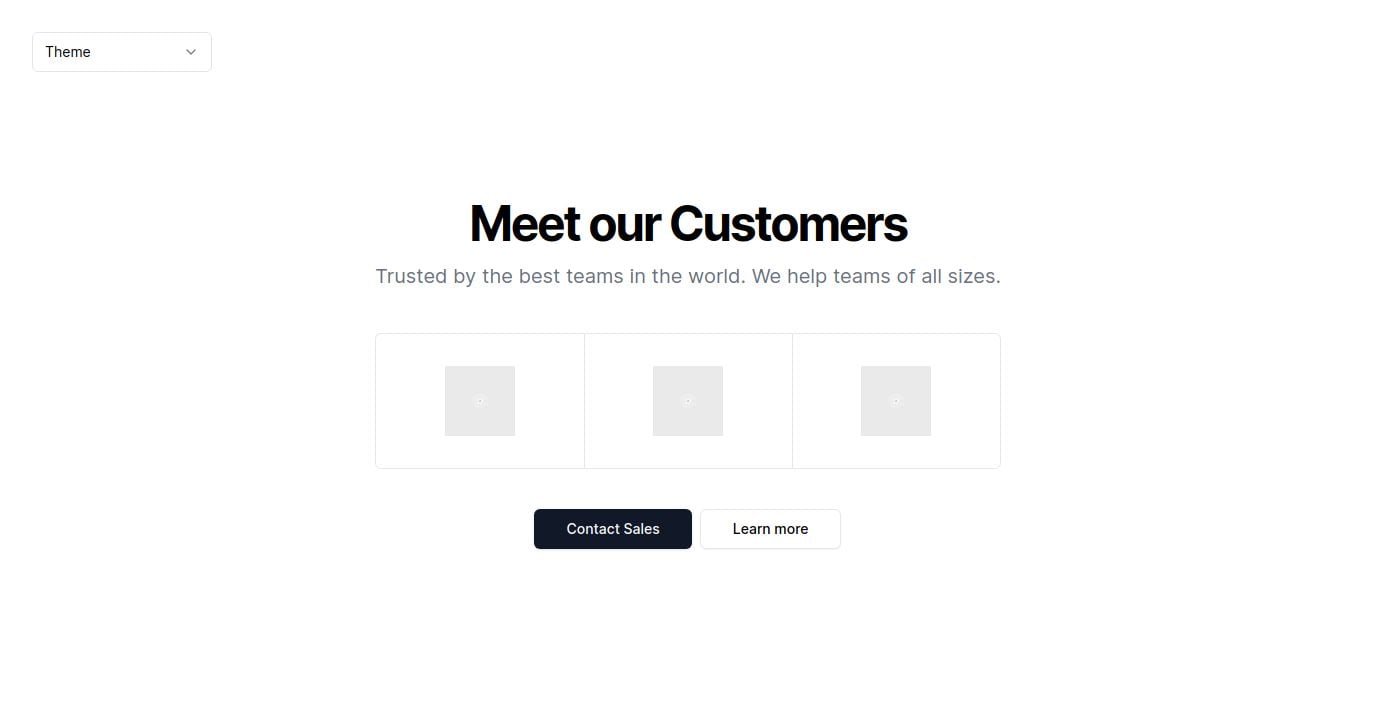 Theme
Meet our Customers
Trusted by the best teams in the world. We help teams of all sizes.
Contact Sales
Learn more